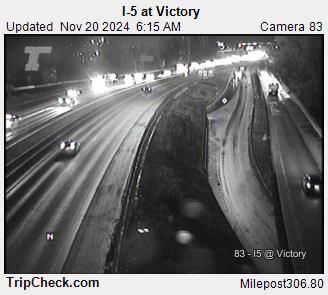 I-5 at Victory
Updated Nov 20 2024 6:15 AM Camera 83
T
N
83 - I5 @ Victory
TripCheck.com Milepost306.80